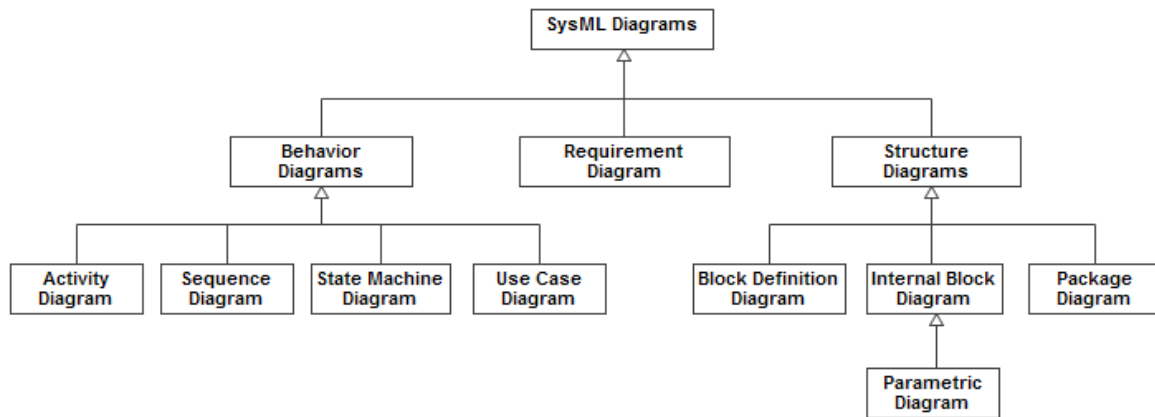 SysML Diagrams
Behavior
Diagrams
Requirement
Diagram
Structure
Diagrams
Activity
Diagram
Sequence
Diagram
State Machine
Diagram
Use Case
Diagram
Block Definition
Diagram
Internal Block
Diagram
Package
Diagram
Parametric
Diagram